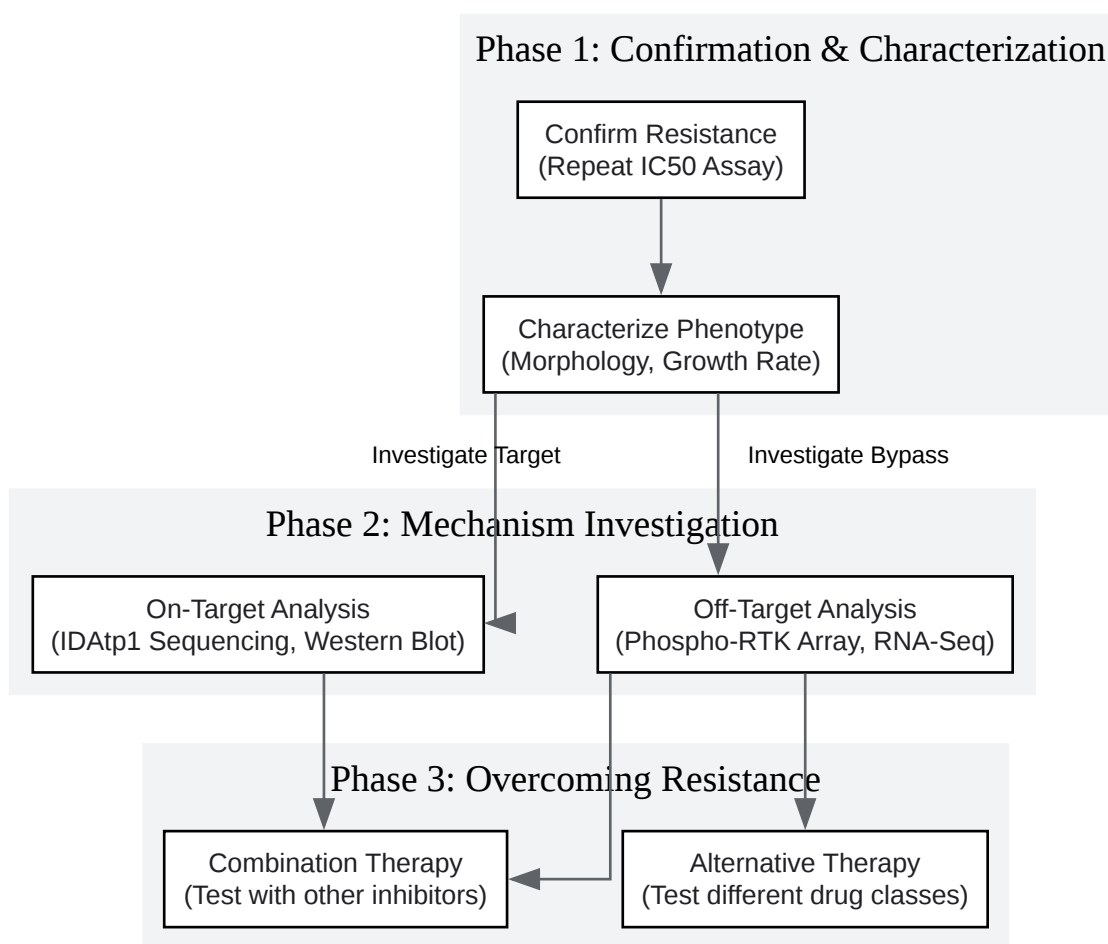 Phase 1: Confirmation & Characterization
Confirm Resistance
(Repeat IC50 Assay)
Characterize Phenotype
(Morphology, Growth Rate)
Investigate Target
Investigate Bypass
Phase 2: Mechanism Investigation
On-Target Analysis
(IDAtp1 Sequencing, Western Blot)
Off-Target Analysis
(Phospho-RTK Array, RNA-Seq)
Phase 3: Overcoming Resistance
Combination Therapy
(Test with other inhibitors)
Alternative Therapy
(Test different drug classes)